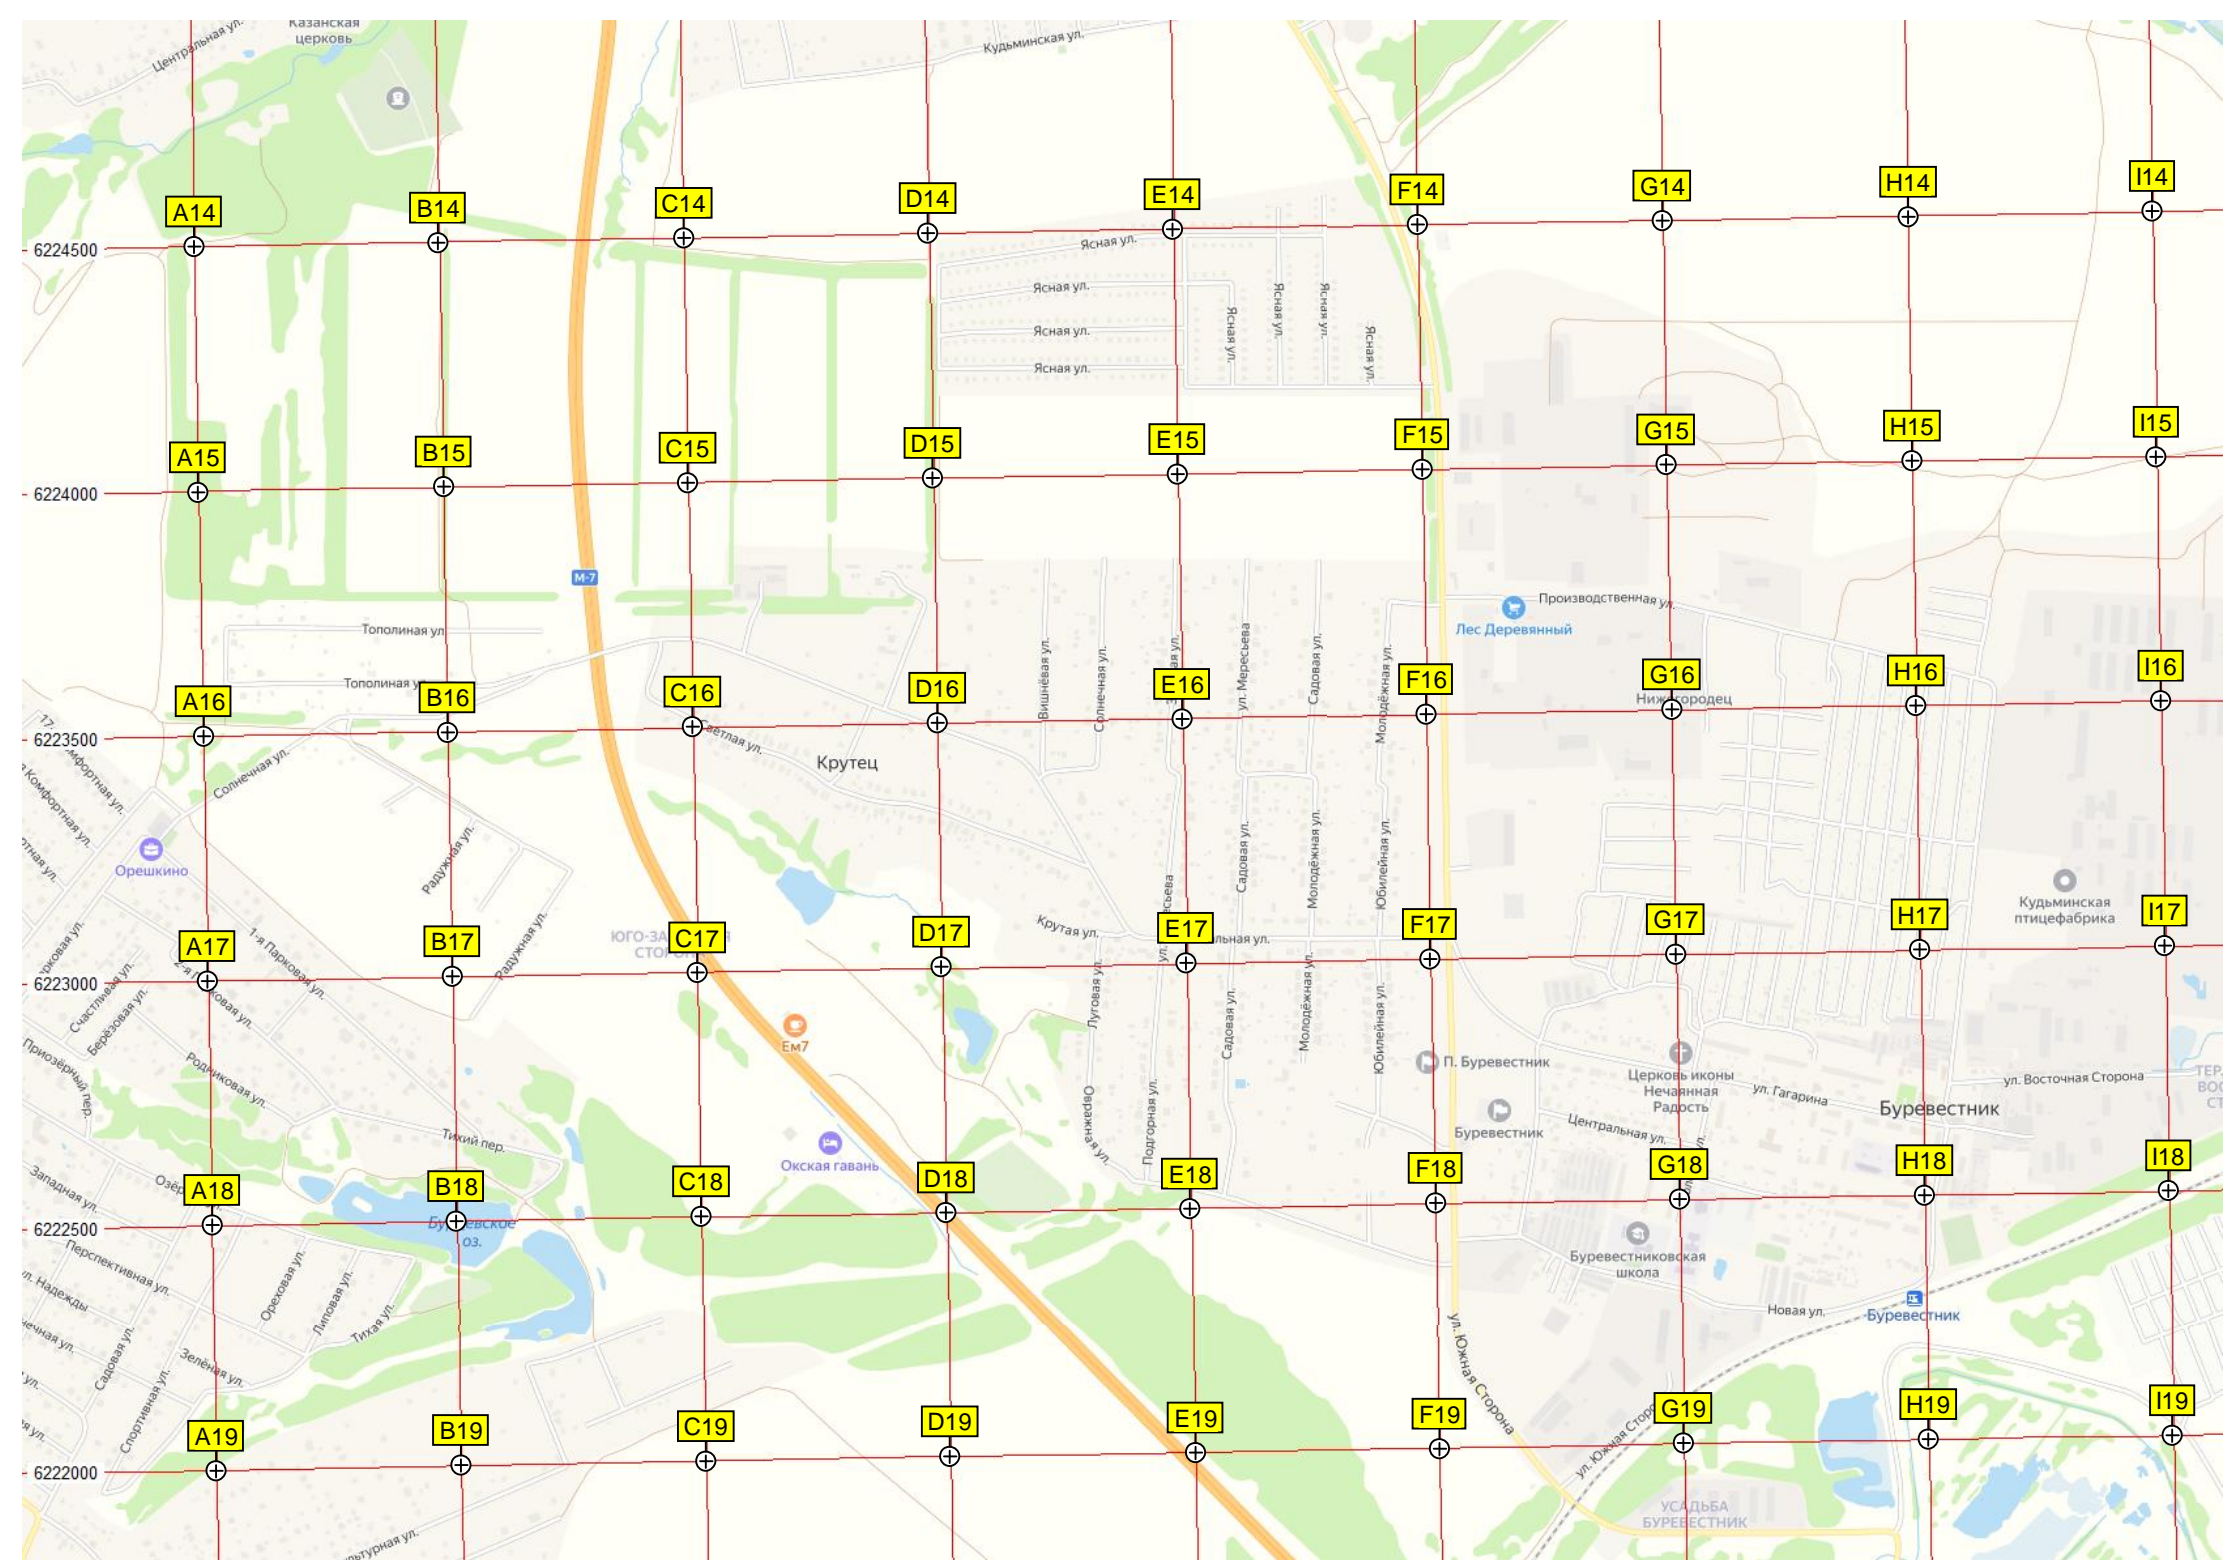 Казанская
церковь
Центральная ул.
Кудьминская ул.
A14
B14
C14
D14
E14
F14
G14
H14
I14
6224500
Ясная ул.
Ясная ул.
Ясная ул.
Ясная ул.
Ясная ул.
Ясная ул.
Ясная ул.
Ясная ул.
A15
B15
C15
D15
E15
F15
G15
H15
I15
6224000
М-7
Производственная ул.
Лес Деревянный
Тополиная ул
Тополиная
Вишнёвая ул.
Солнечная ул.
ул. Мересьева
Садовая ул.
Молодёжная ул.
A16
B16
C16
D16
E16
F16
G16
H16
I16
6223500
Светлая ул.
Крутец
Солнечная ул.
Орешкино
Радужная ул.
Радужная ул.
Садовая ул.
Молодёжная ул.
Юбилейная ул.
Кудьминская
птицефабрика
A17
B17
C17
D17
E17
F17
G17
H17
I17
6223000
Крутая ул.
1-я Парковая ул.
Счастливая ул.
Берёзовая ул.
Приозёрный пер.
Родниковая ул.
Тихий пер.
Ем7
Окская гавань
Луговая ул.
Овражная ул.
Подгорная ул.
Садовая ул.
Молодёжная ул.
Юбилейная ул.
П. Буревестник
Буревестник
Церковь иконы
Нечаянная
Радость
ул. Гагарина
Центральная ул.
ул. Восточная Сторона
Буревестник
A18
B18
C18
D18
E18
F18
G18
H18
I18
6222500
оз.
Западная ул.
Перспективная ул.
ул. Надежды
Ореховая ул.
Липовая ул.
Тихая ул.
Садовая ул.
Зелёная ул.
Спортивная ул.
Буревестниковская
школа
Новая ул.
Буревестник
ул. Южная Сторона
A19
B19
C19
D19
E19
F19
G19
H19
I19
6222000
УСАДЬБА
БУРЕВЕСТНИК